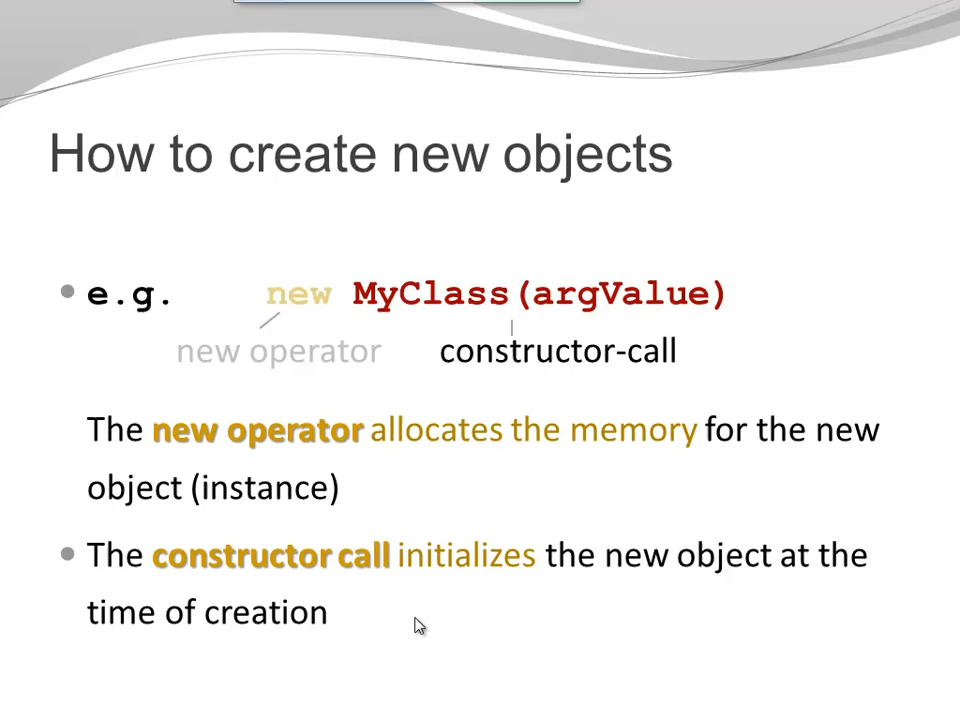 How to create new objects
e.g. new MyClass(argValue)
new operator constructor-call
The new operator allocates the memory for the new
object (instance)
The constructor call initializes the new object at the
time of creation